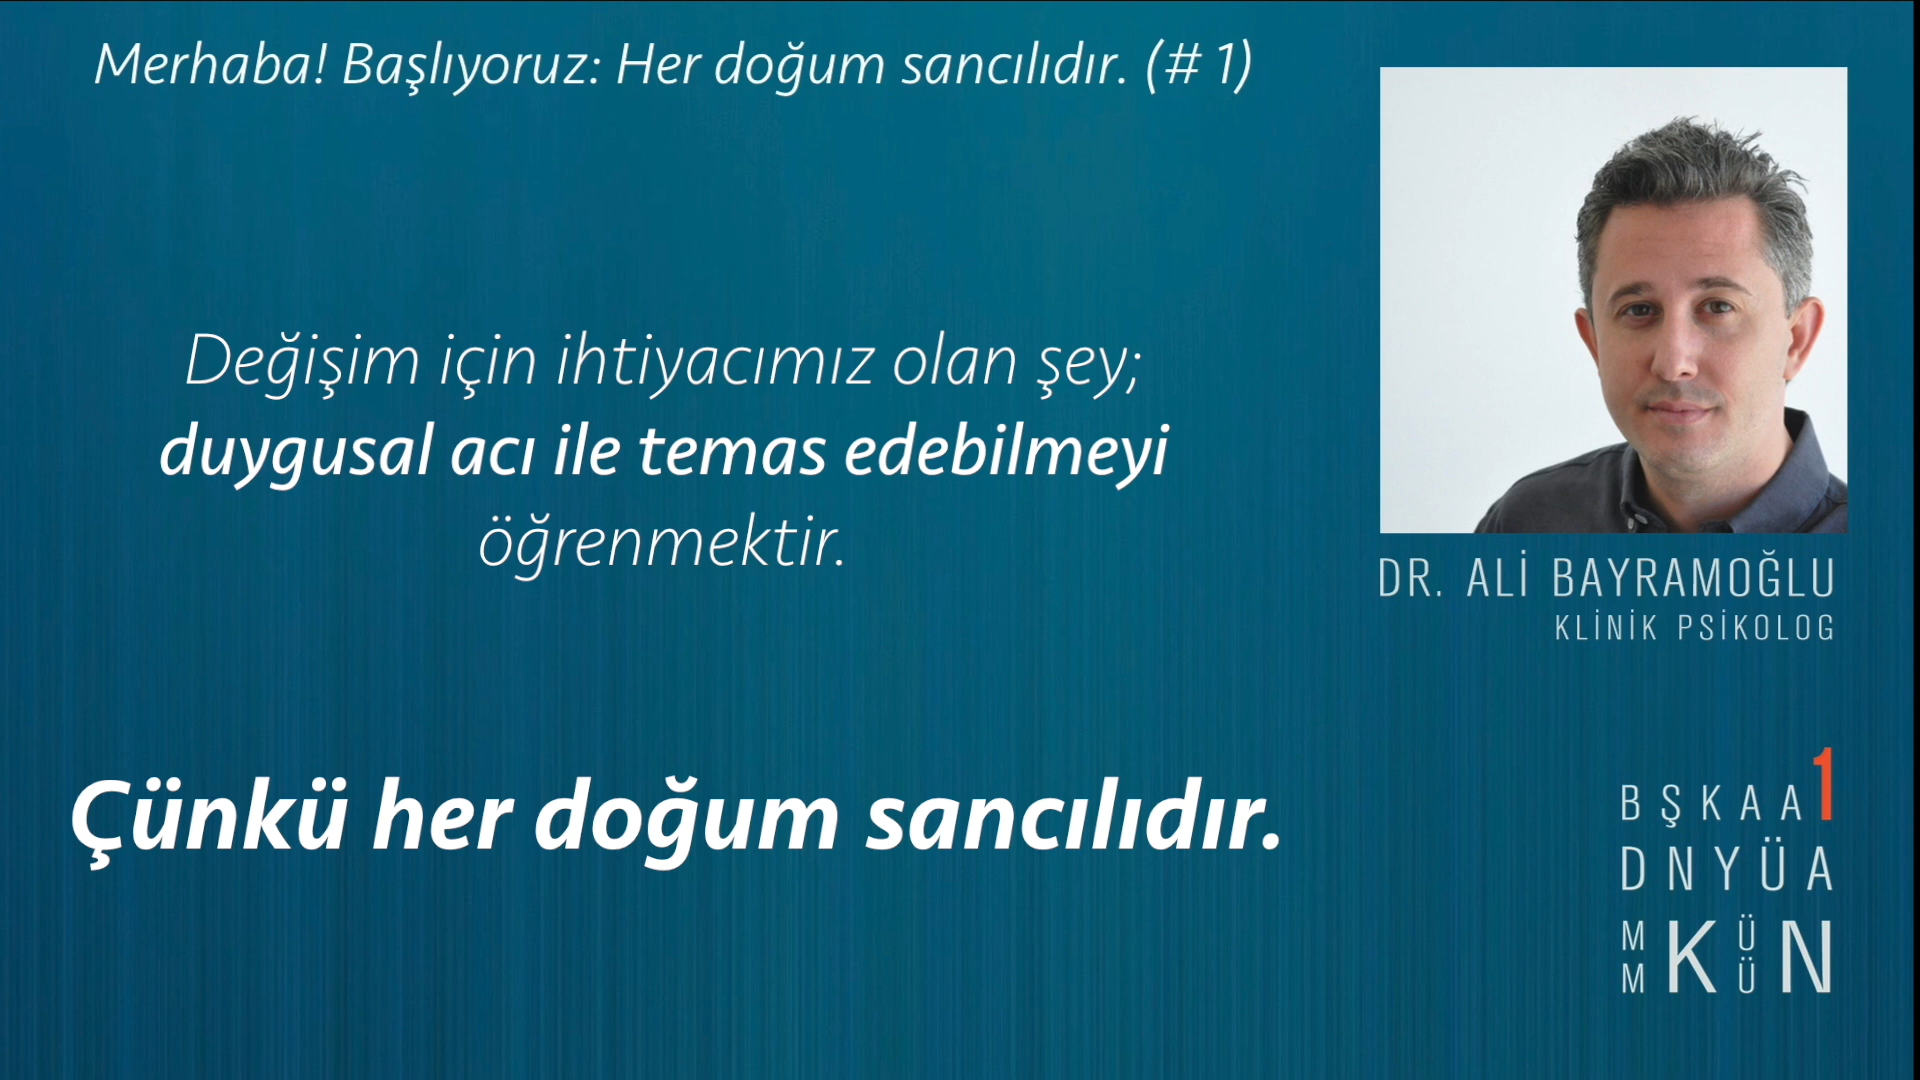 Merhaba! Başlıyoruz: Her doğum sancılıdır. (# 1)
Değişim için ihtiyacımız olan şey;
duygusal acı ile temas edebilmeyi
öğrenmektir.
Çünkü her doğum sancılıdır.
DR. ALİ BAYRAMOĞLU
KLİNİK PSİKOLOG
BŞKAA1
DNYÜA
MMKÜÜN